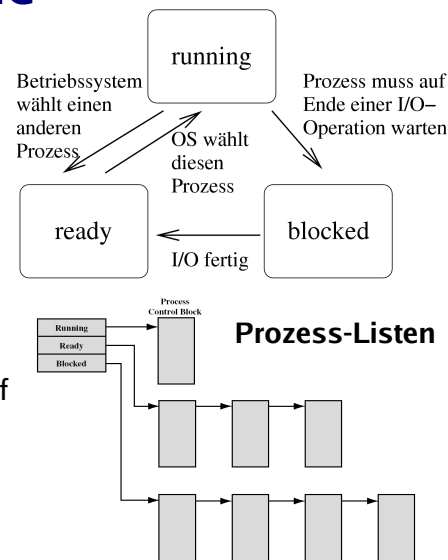 running
Betriebssystem
wählt einen
anderen
Prozess
Prozess muss auf
Ende einer I/O–
Operation warten
OS wählt
diesen
Prozess
ready
blocked
I/O fertig
Process
Control Block
Prozess-Listen
Running
Ready
Blocked
f